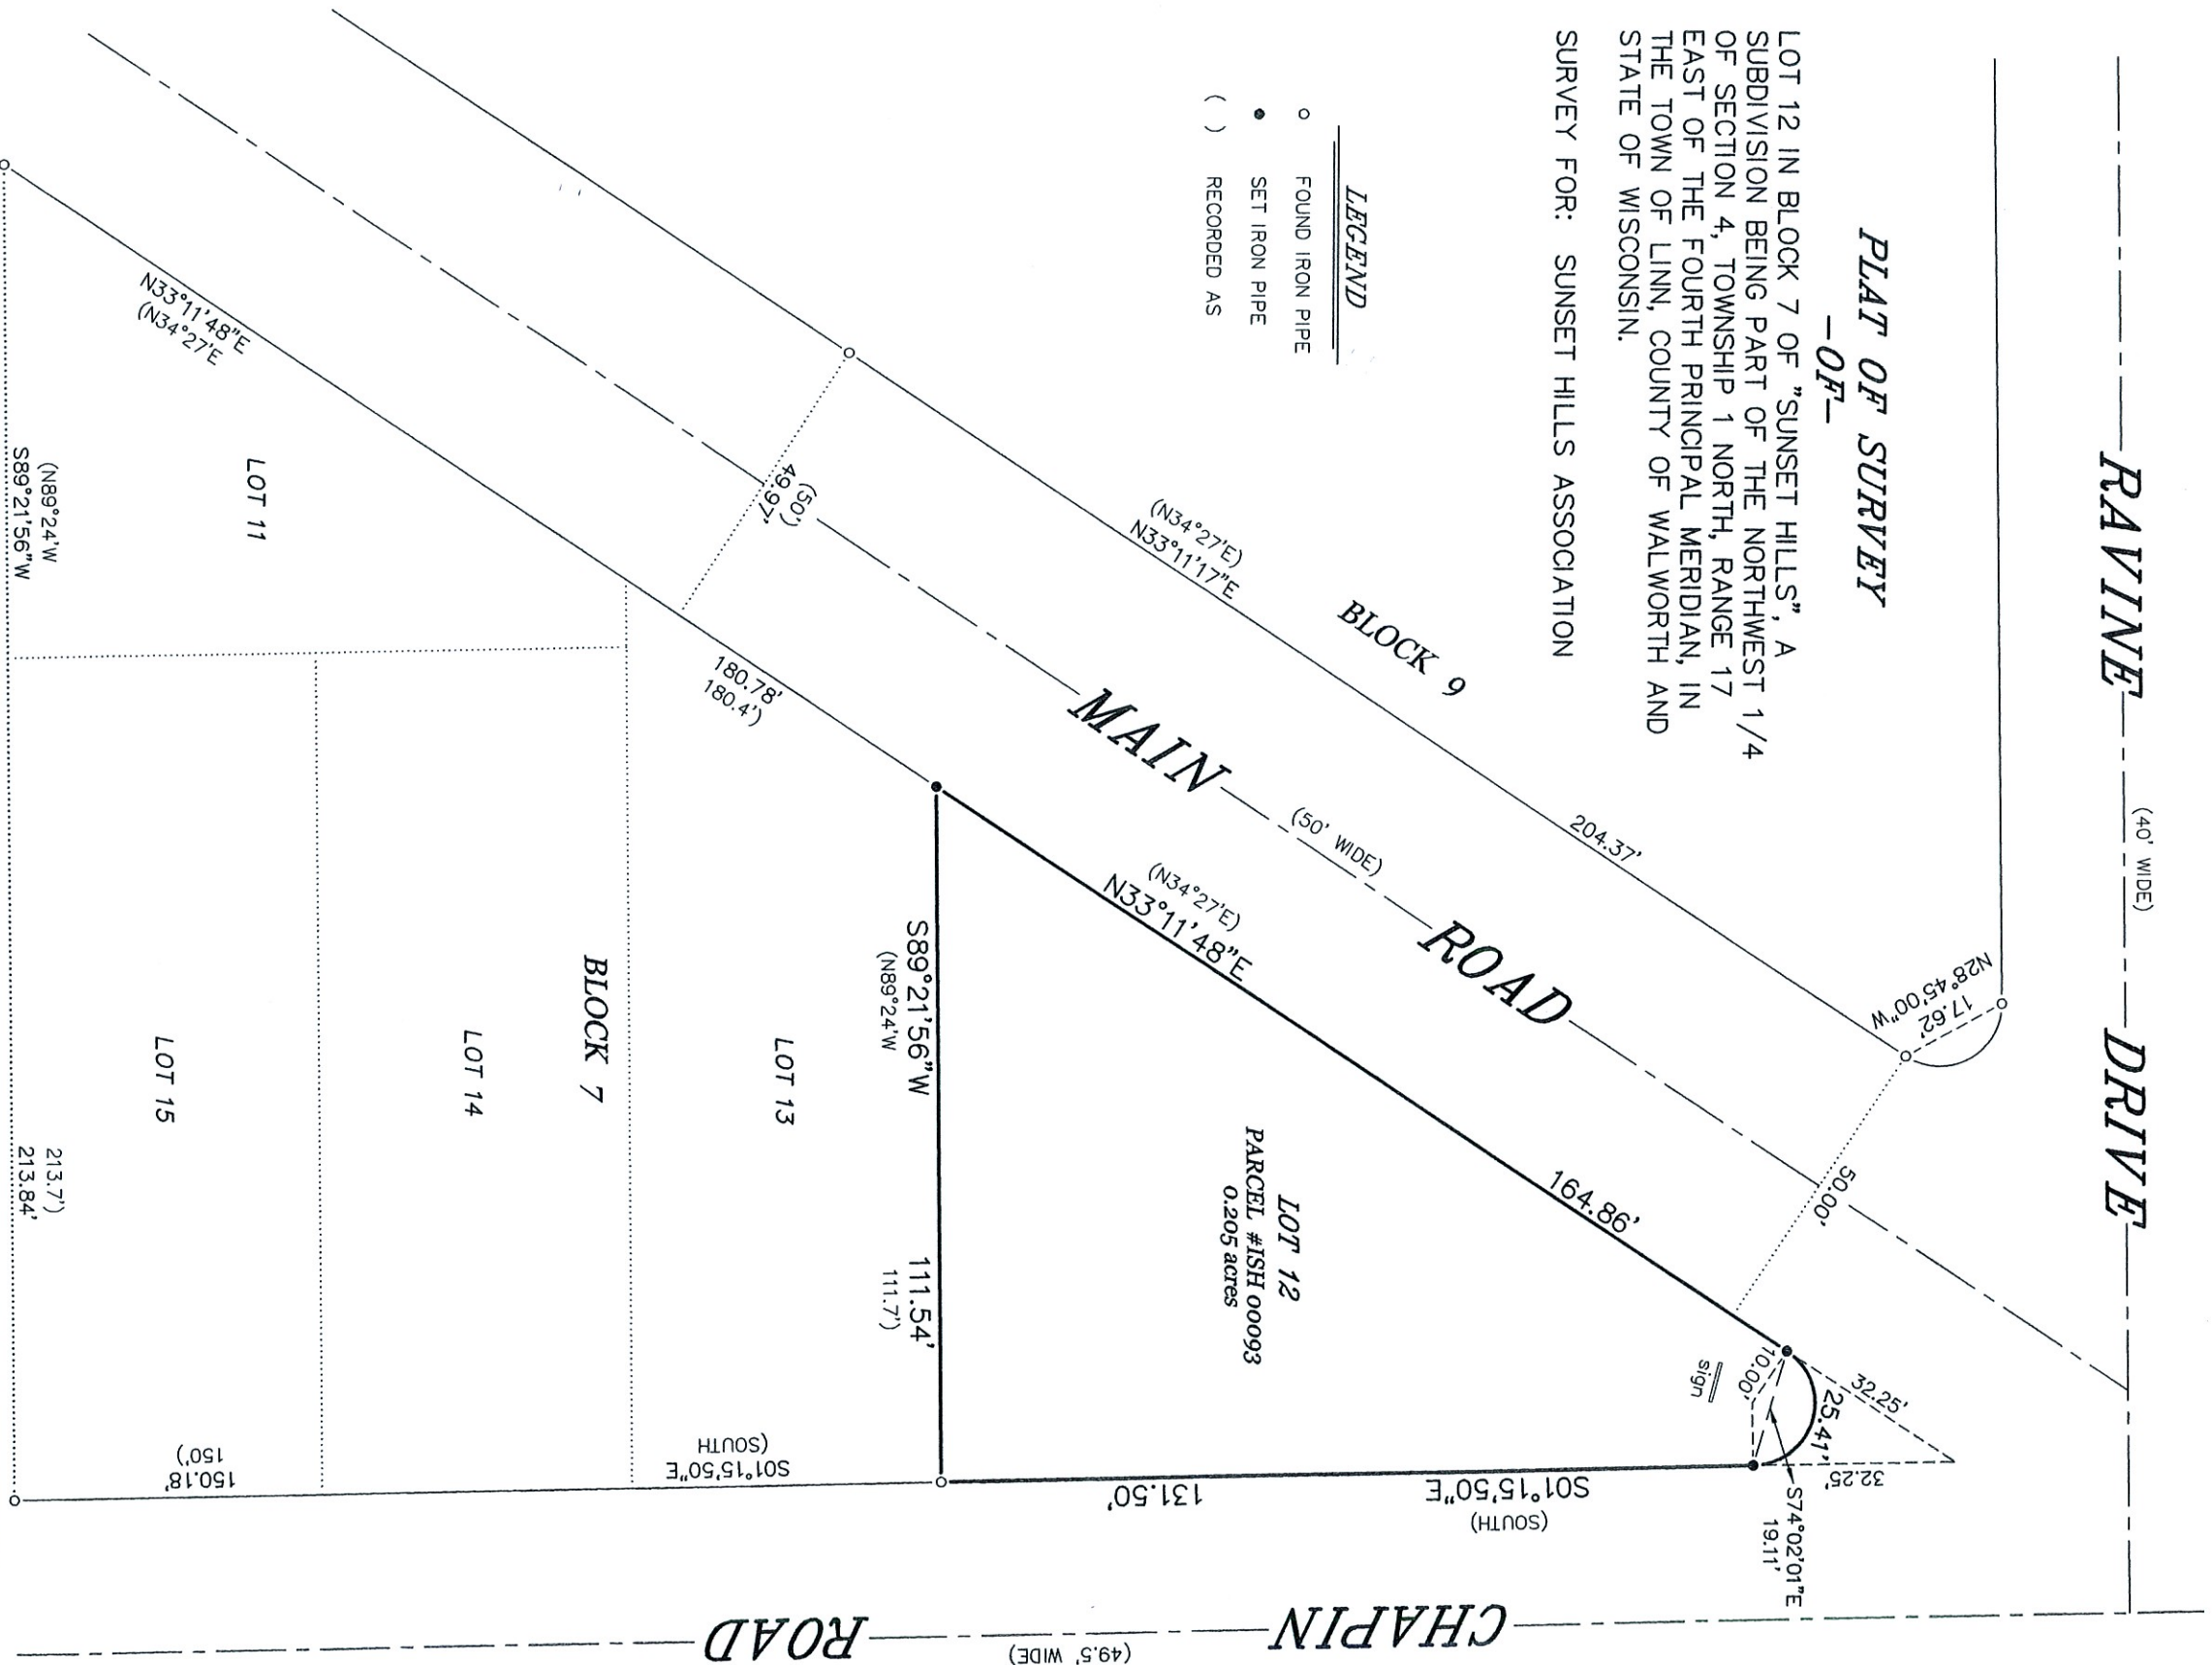 PLAT OF SURVEY
-OF-
LOT 12 IN BLOCK 7 OF "SUNSET HILLS", A
SUBDIVISION BEING PART OF THE NORTHWEST 1/4
OF SECTION 4, TOWNSHIP 1 NORTH, RANGE 17
EAST OF THE FOURTH PRINCIPAL MERIDIAN, IN
THE TOWN OF LINN, COUNTY OF WALWORTH AND
STATE OF WISCONSIN.
SURVEY FOR: SUNSET HILLS ASSOCIATION
LEGEND
○ FOUND IRON PIPE
● SET IRON PIPE
( ) RECORDED AS
RAVINE DRIVE
(40' WIDE)
N28°45'00"W
17.62'
BLOCK 9
(N34°27'E)
N33°11'17"E
204.37'
MAIN ROAD
(50' WIDE)
(50')
49.97'
50.00'
(N34°27'E)
N33°11'48"E
164.86'
32.25'
25.41'
32.25'
10.00'
sign
S74°02'01"E
19.11'
LOT 12
PARCEL #ISH 00093
0.205 acres
S01°15'50"E
(SOUTH)
131.50'
S89°21'56"W
(N89°24'W
111.54'
111.7')
CHAPIN ROAD
(49.5' WIDE)
N33°11'48"E
(N34°27'E
180.78'
180.4')
LOT 13
BLOCK 7
LOT 14
LOT 15
LOT 11
S01°15'50"E
(SOUTH
150.18'
150')
(N89°24'W
S89°21'56"W
213.7')
213.84'